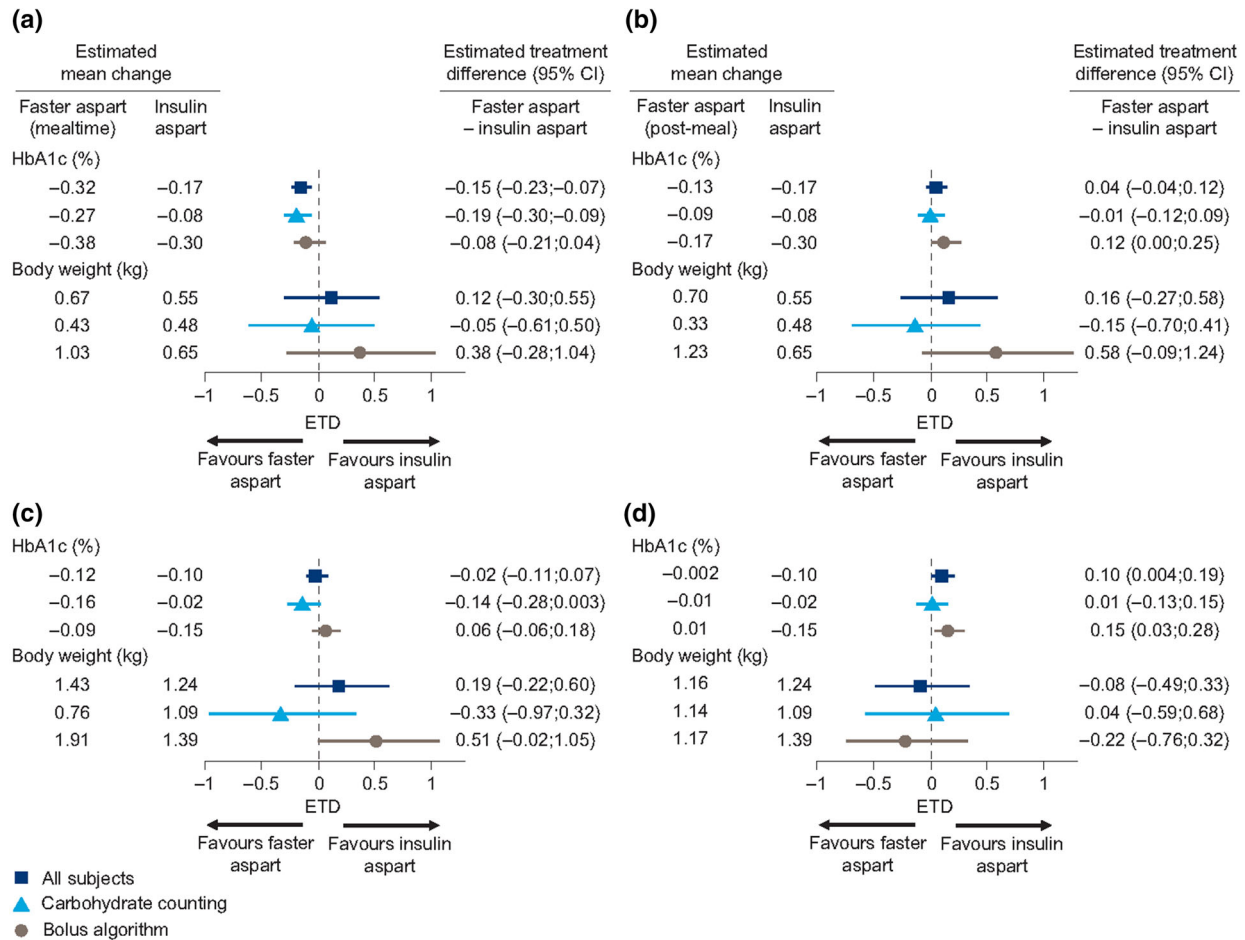 (a)
Estimated
mean change
Estimated treatment
difference (95% CI)
Faster aspart
(mealtime)
Insulin
aspart
Faster aspart
– insulin aspart
HbA1c (%)
–0.32 –0.17 –0.15 (–0.23;–0.07)
–0.27 –0.08 –0.19 (–0.30;–0.09)
–0.38 –0.30 –0.08 (–0.21;0.04)
Body weight (kg)
0.67 0.55 0.12 (–0.30;0.55)
0.43 0.48 –0.05 (–0.61;0.50)
1.03 0.65 0.38 (–0.28;1.04)
–1 –0.5 0 0.5 1
ETD
Favours faster
aspart
Favours insulin
aspart
(b)
Estimated
mean change
Estimated treatment
difference (95% CI)
Faster aspart
(post-meal)
Insulin
aspart
Faster aspart
– insulin aspart
HbA1c (%)
–0.13 –0.17 0.04 (–0.04;0.12)
–0.09 –0.08 –0.01 (–0.12;0.09)
–0.17 –0.30 0.12 (0.00;0.25)
Body weight (kg)
0.70 0.55 0.16 (–0.27;0.58)
0.33 0.48 –0.15 (–0.70;0.41)
1.23 0.65 0.58 (–0.09;1.24)
–1 –0.5 0 0.5 1
ETD
Favours faster
aspart
Favours insulin
aspart
(c)
HbA1c (%)
–0.12 –0.10 –0.02 (–0.11;0.07)
–0.16 –0.02 –0.14 (–0.28;0.003)
–0.09 –0.15 0.06 (–0.06;0.18)
Body weight (kg)
1.43 1.24 0.19 (–0.22;0.60)
0.76 1.09 –0.33 (–0.97;0.32)
1.91 1.39 0.51 (–0.02;1.05)
–1 –0.5 0 0.5 1
ETD
Favours faster
aspart
Favours insulin
aspart
(d)
HbA1c (%)
–0.002 –0.10 0.10 (0.004;0.19)
–0.01 –0.02 0.01 (–0.13;0.15)
0.01 –0.15 0.15 (0.03;0.28)
Body weight (kg)
1.16 1.24 –0.08 (–0.49;0.33)
1.14 1.09 0.04 (–0.59;0.68)
1.17 1.39 –0.22 (–0.76;0.32)
–1 –0.5 0 0.5 1
ETD
Favours faster
aspart
Favours insulin
aspart
All subjects
Carbohydrate counting
Bolus algorithm